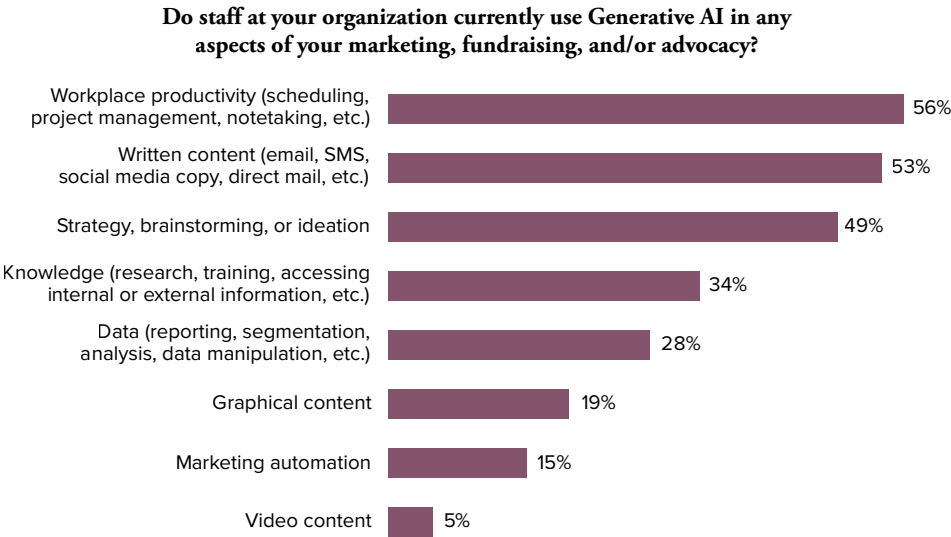 Do staff at your organization currently use Generative AI in any
aspects of your marketing, fundraising, and/or advocacy?
Workplace productivity (scheduling,
project management, notetaking, etc.)
56%
Written content (email, SMS,
social media copy, direct mail, etc.)
53%
Strategy, brainstorming, or ideation
49%
Knowledge (research, training, accessing
internal or external information, etc.)
34%
Data (reporting, segmentation,
analysis, data manipulation, etc.)
28%
Graphical content
19%
Marketing automation
15%
Video content
5%